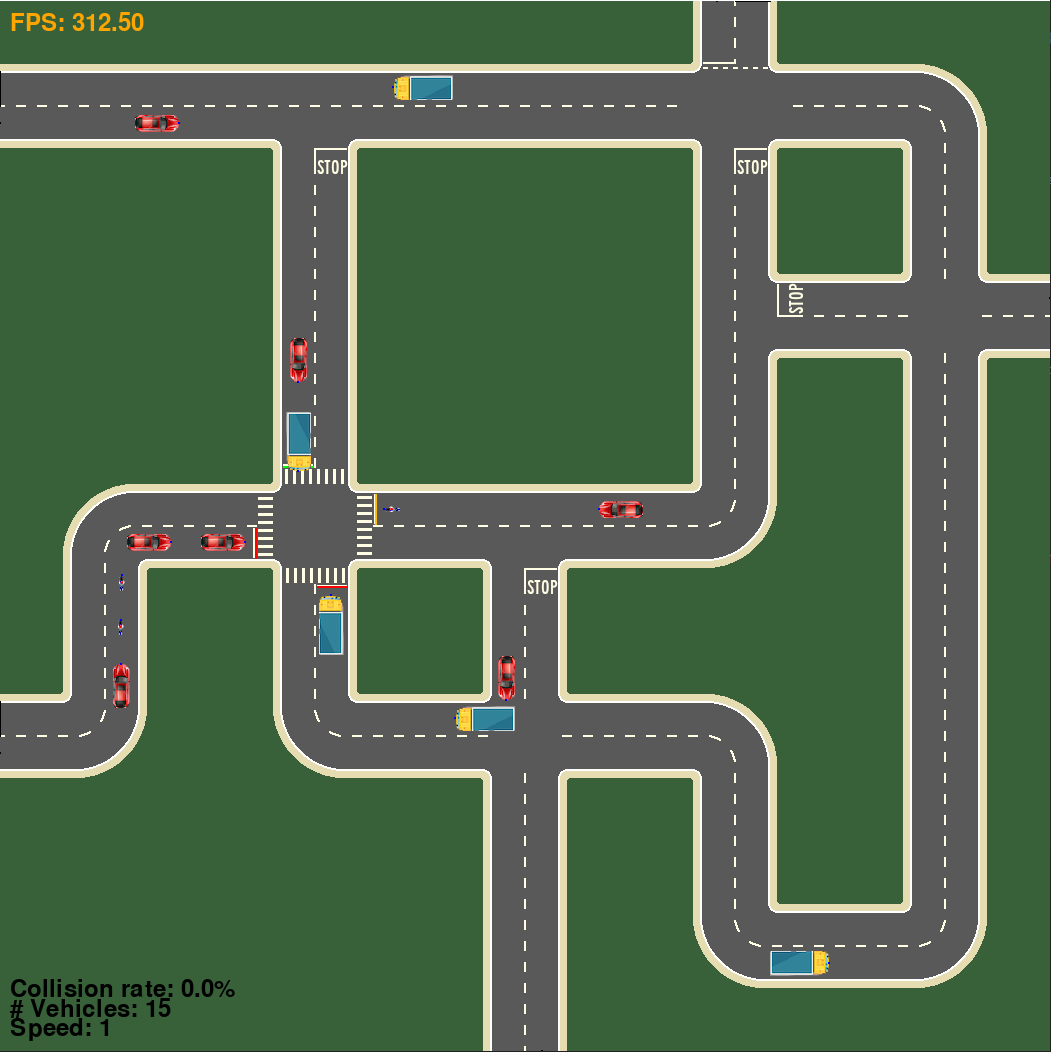 FPS: 312.50
STOP
STOP
STOP
STOP
Collision rate: 0.0%
# Vehicles: 15
Speed: 1